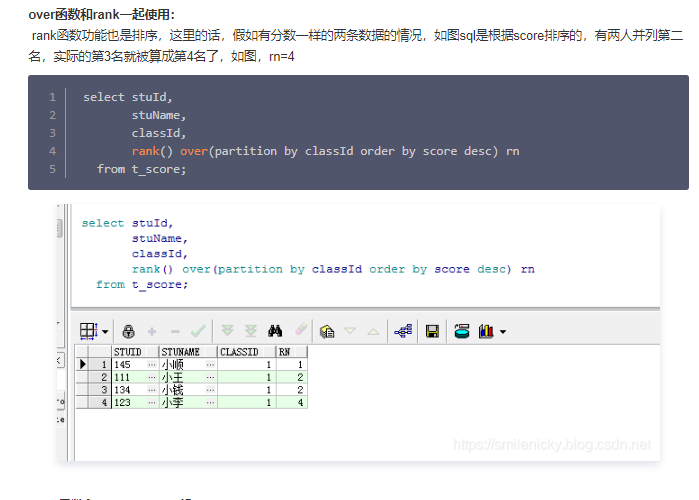 over函数和rank一起使用：
rank函数功能也是排序，这里的话，假如有分数一样的两条数据的情况，如图sql是根据score排序的，有两人并列第二
名，实际的第3名就被算成第4名了，如图，rn=4
1 select stuId,
2 stuName,
3 classId,
4 rank() over(partition by classId order by score desc) rn
5 from t_score;
select stuId,
stuName,
classId,
rank() over(partition by classId order by score desc) rn
from t_score;
STUID STUNAME CLASSID RN
1 145 ··· 小顺 ··· 1 1
2 111 ··· 小王 ··· 1 2
3 134 ··· 小钱 ··· 1 2
4 123 ··· 小李 ··· 1 4
https://smilenicky.blog.csdn.net